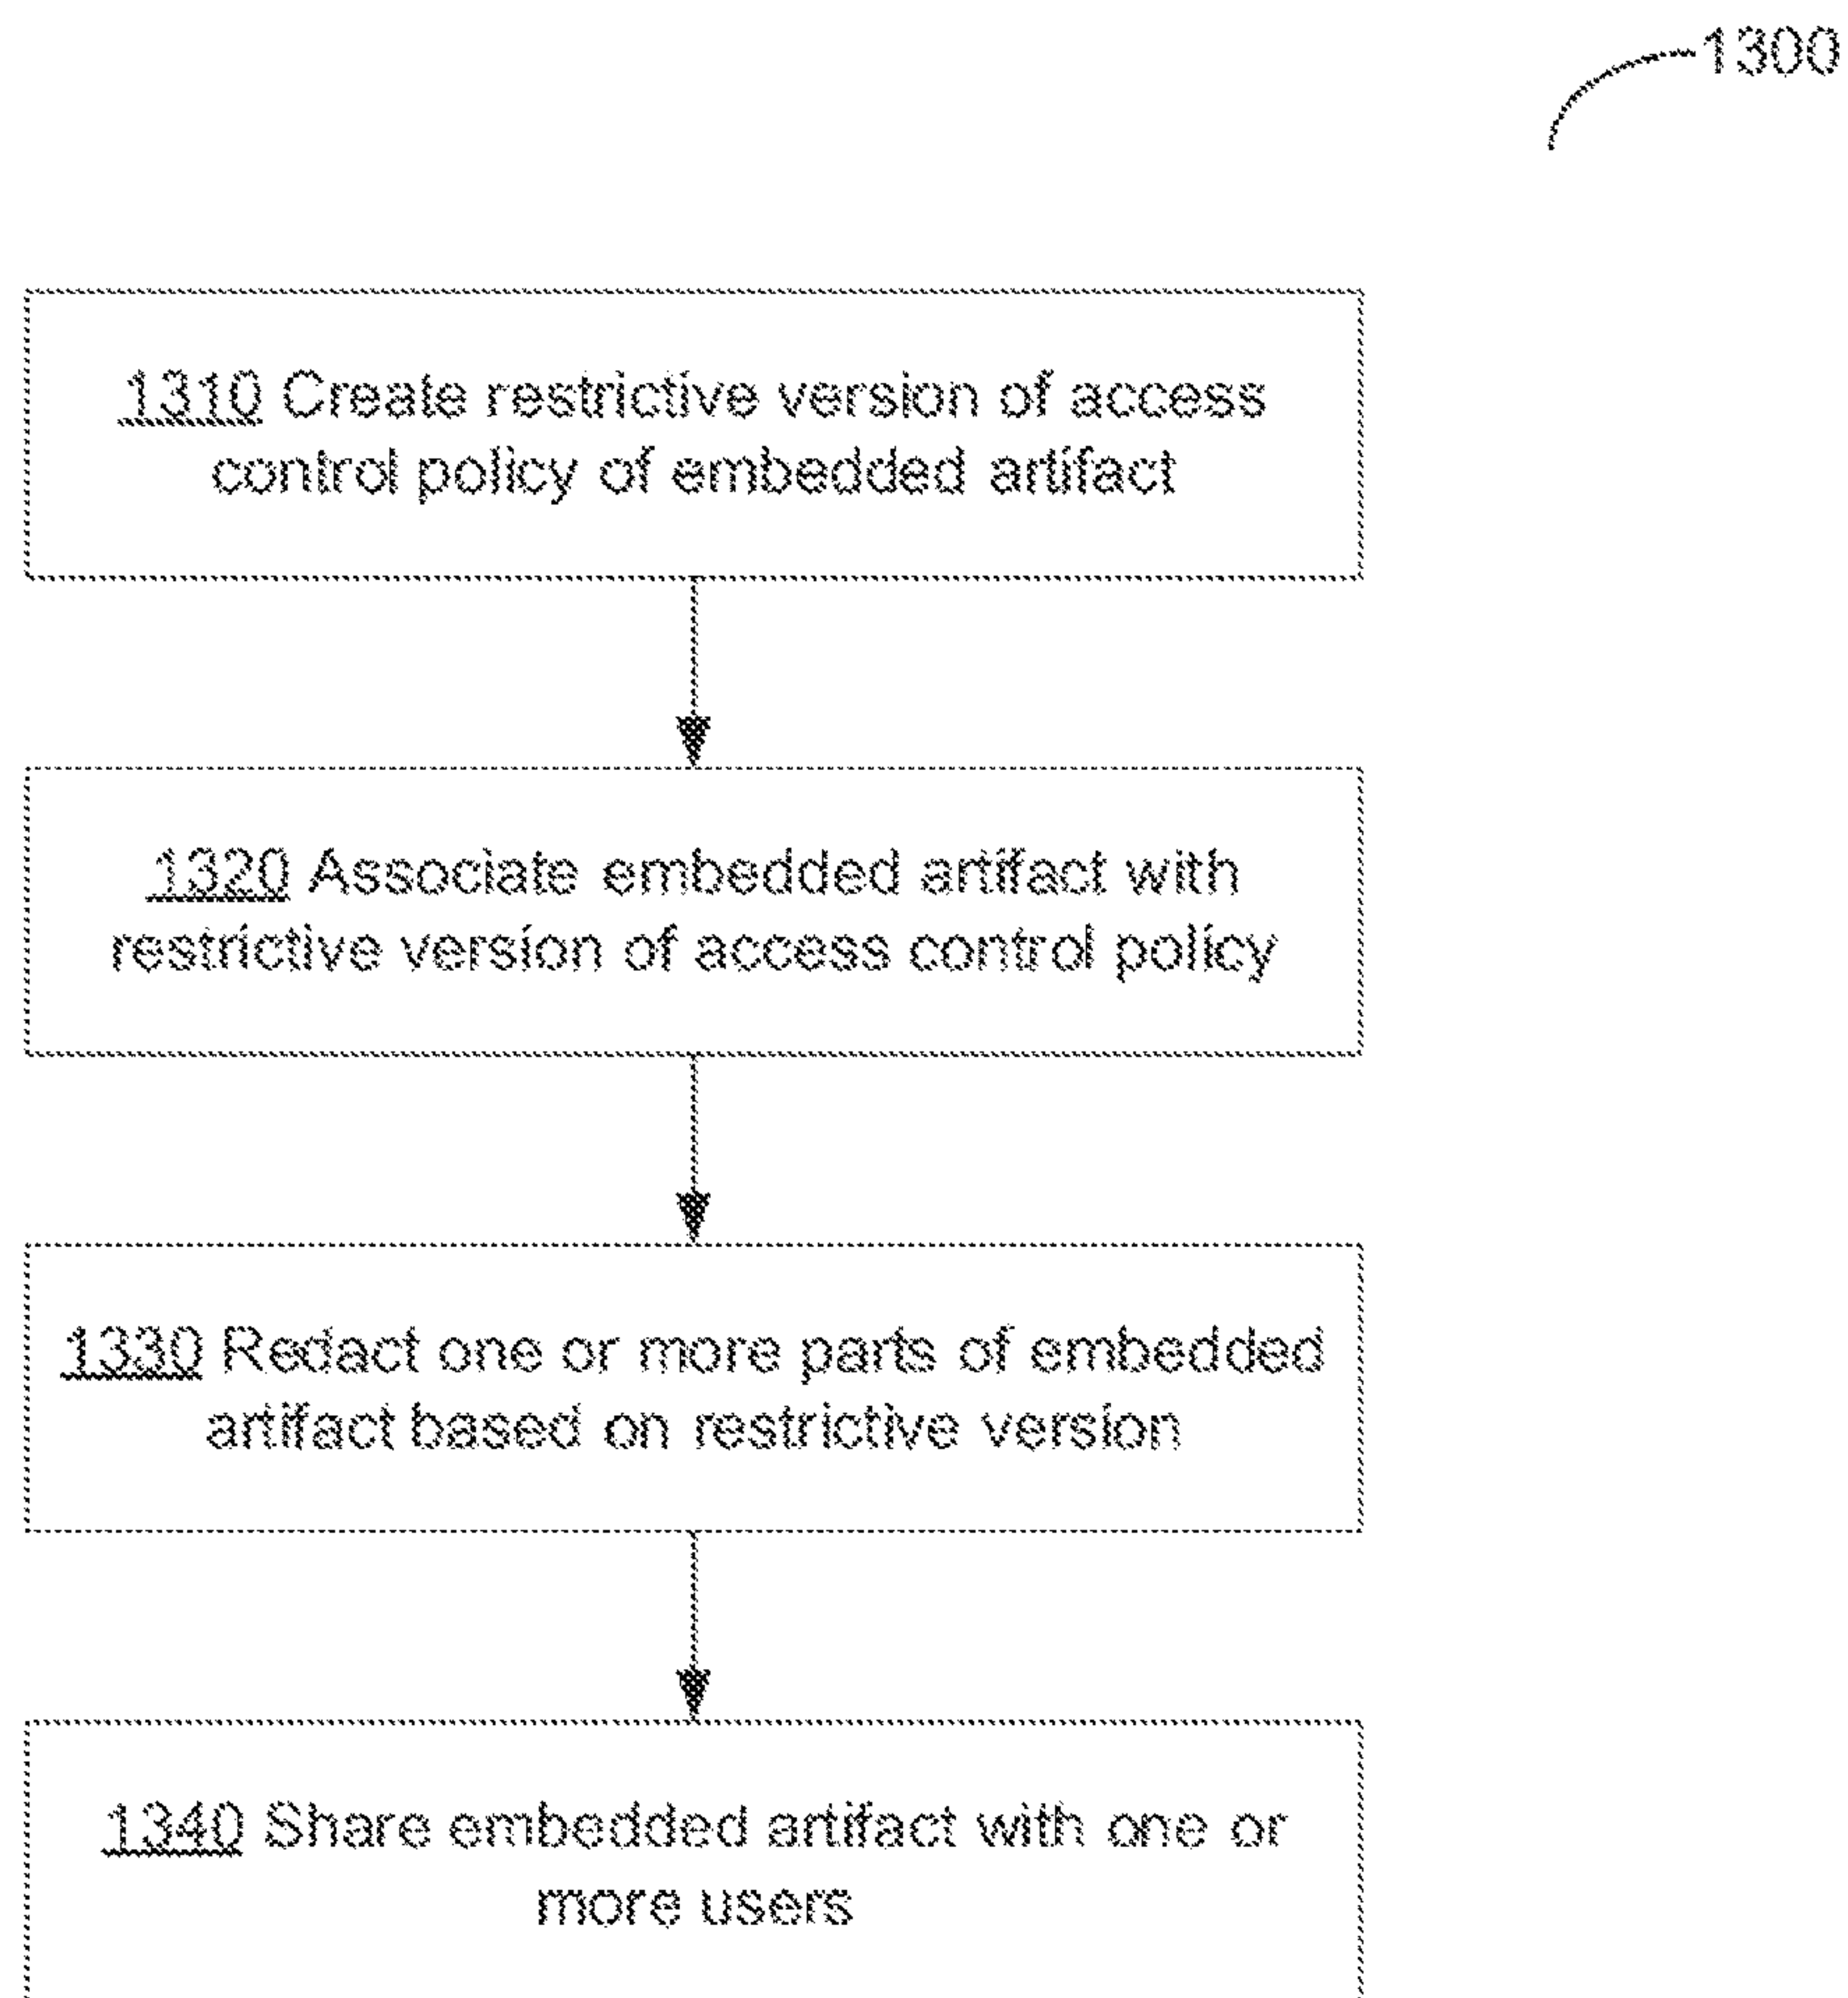 1300
1310 Create restrictive version of access
control policy of embedded artifact
1320 Associate embedded artifact with
restrictive version of access control policy
1330 Redact one or more parts of embedded
artifact based on restrictive version
1340 Share embedded artifact with one or
more users